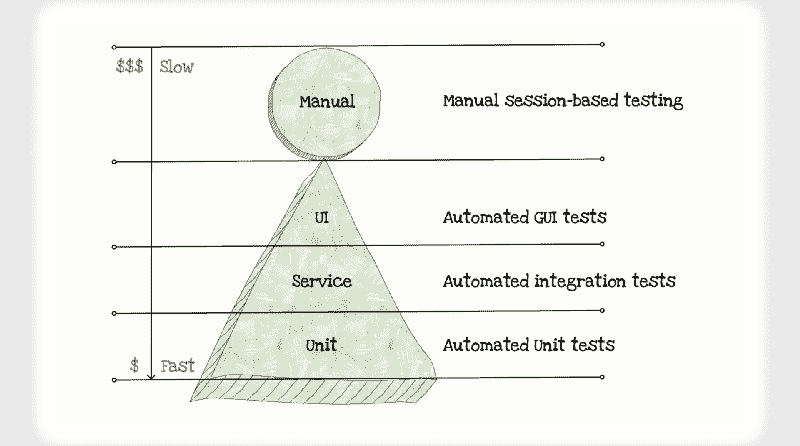 $$$ Slow
Manual
Manual session-based testing
UI
Automated GUI tests
Service
Automated integration tests
Unit
Automated Unit tests
$ Fast